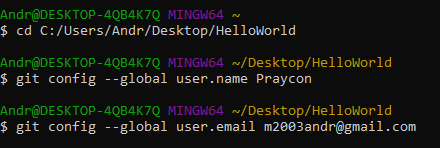 Andr@DESKTOP-4QB4K7Q MINGW64 ~
$ cd C:/Users/Andr/Desktop/HelloWorld
Andr@DESKTOP-4QB4K7Q MINGW64 ~/Desktop/HelloWorld
$ git config --global user.name Praycon
Andr@DESKTOP-4QB4K7Q MINGW64 ~/Desktop/HelloWorld
$ git config --global user.email m2003andr@gmail.com